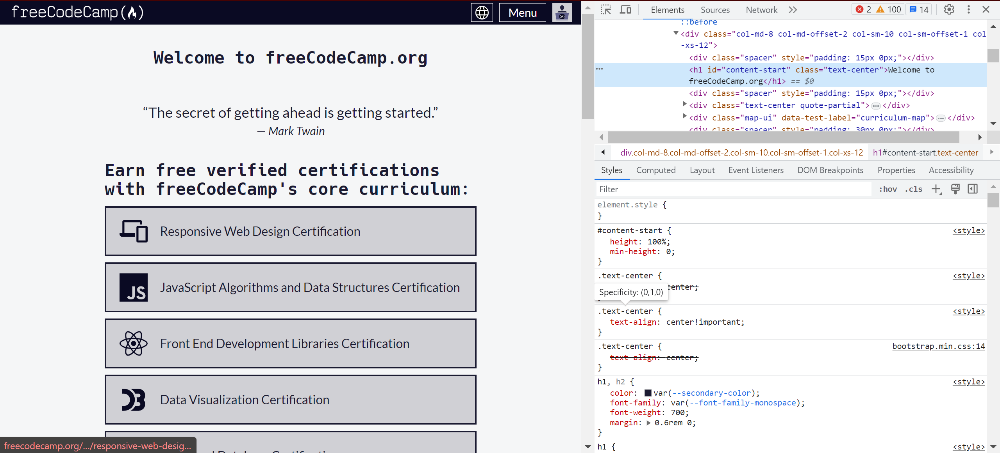 freeCodeCamp(🔥)
Menu
Welcome to freeCodeCamp.org
“The secret of getting ahead is getting started.”
— Mark Twain
Earn free verified certifications
with freeCodeCamp's core curriculum:
Responsive Web Design Certification
JS
JavaScript Algorithms and Data Structures Certification
Front End Development Libraries Certification
Data Visualization Certification
freecodecamp.org/.../responsive-web-desig...
Elements
Sources
Network
2
100
14
::before
<div class="col-md-8 col-md-offset-2 col-sm-10 col-sm-offset-1 col
-xs-12">
<div class="spacer" style="padding: 15px 0px;"></div>
<h1 id="content-start" class="text-center">Welcome to
freeCodeCamp.org</h1> == $0
<div class="spacer" style="padding: 15px 0px;"></div>
<div class="text-center quote-partial">…</div>
<div class="map-ui" data-test-label="curriculum-map">…</div>
<div class="spacer" style="padding: 30px 0px;"></div>
div.col-md-8.col-md-offset-2.col-sm-10.col-sm-offset-1.col-xs-12
h1#content-start.text-center
Styles
Computed
Layout
Event Listeners
DOM Breakpoints
Properties
Accessibility
Filter
:hov
.cls
element.style {
}
#content-start {
<style>
height: 100%;
min-height: 0;
}
.text-center {
<style>
center;
Specificity: (0,1,0)
.text-center {
<style>
text-align: center!important;
}
.text-center {
bootstrap.min.css:14
text-align: center;
}
h1, h2 {
<style>
color: var(--secondary-color);
font-family: var(--font-family-monospace);
font-weight: 700;
margin: 0.6rem 0;
}
h1 {
<style>